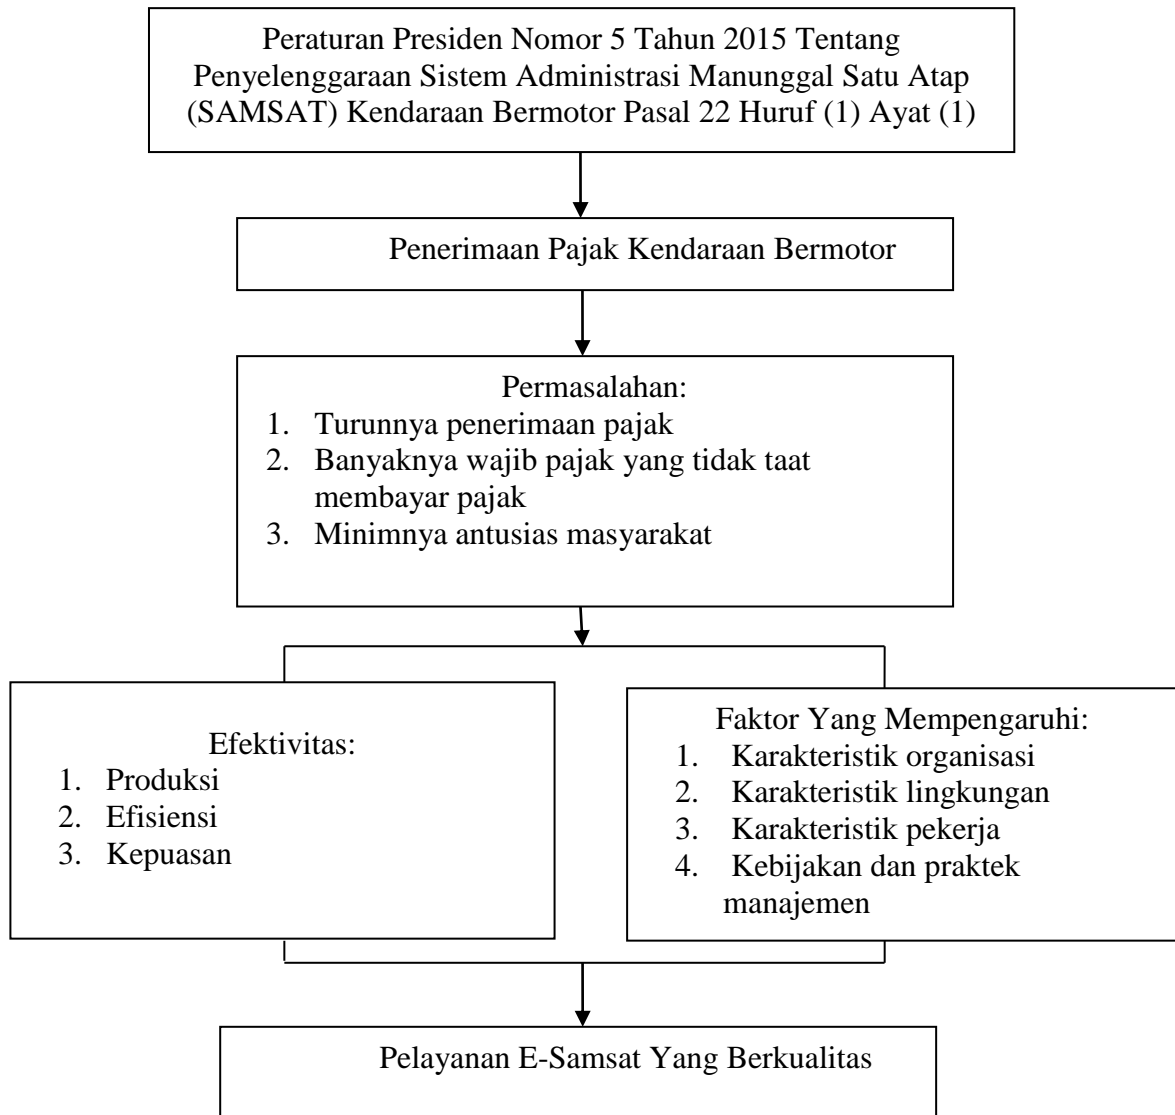 Peraturan Presiden Nomor 5 Tahun 2015 Tentang
Penyelenggaraan Sistem Administrasi Manunggal Satu Atap
(SAMSAT) Kendaraan Bermotor Pasal 22 Huruf (1) Ayat (1)
Penerimaan Pajak Kendaraan Bermotor
Permasalahan:
1. Turunnya penerimaan pajak
2. Banyaknya wajib pajak yang tidak taat
membayar pajak
3. Minimnya antusias masyarakat
Efektivitas:
1. Produksi
2. Efisiensi
3. Kepuasan
Faktor Yang Mempengaruhi:
1. Karakteristik organisasi
2. Karakteristik lingkungan
3. Karakteristik pekerja
4. Kebijakan dan praktek
manajemen
Pelayanan E-Samsat Yang Berkualitas